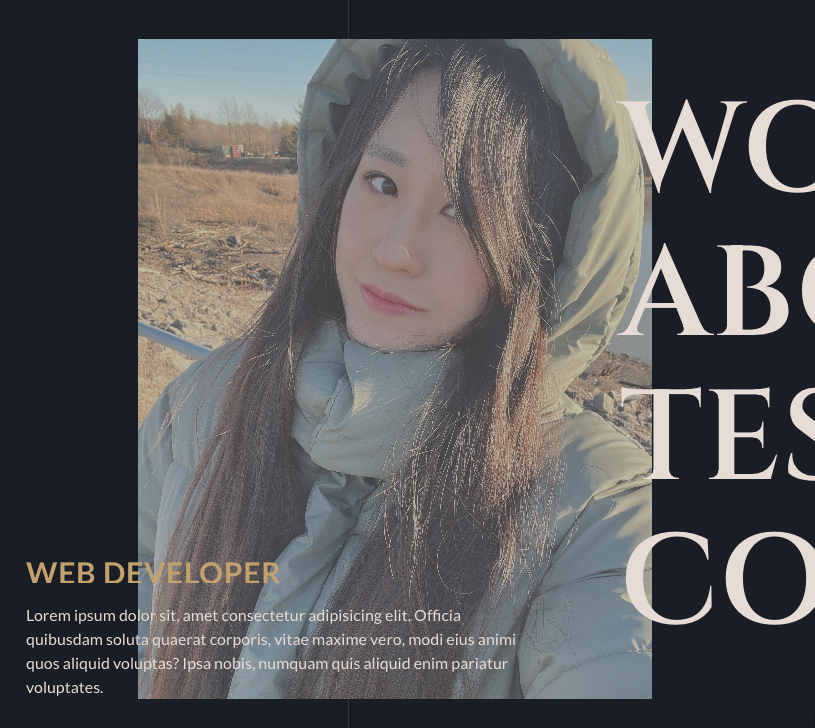 WO
ABO
TES
CO
WEB DEVELOPER
Lorem ipsum dolor sit, amet consectetur adipisicing elit. Officia
quibusdam soluta quaerat corporis, vitae maxime vero, modi eius animi
quos aliquid voluptas? Ipsa nobis, numquam quis aliquid enim pariatur
voluptates.